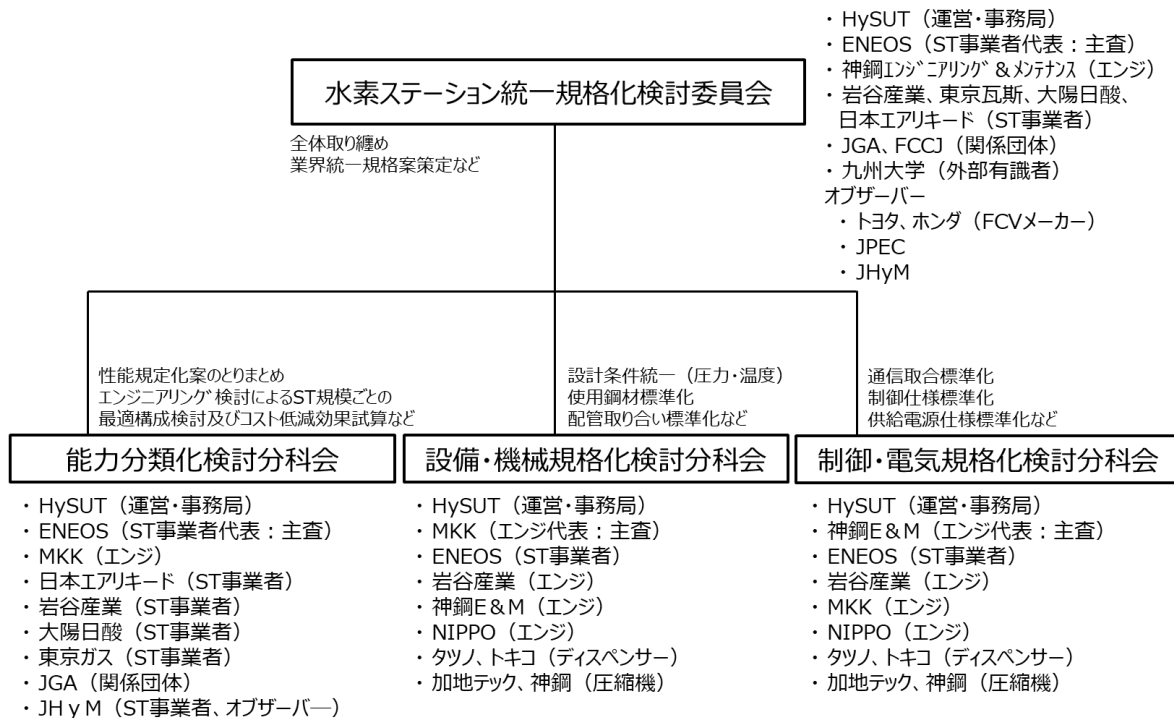 水素ステーション統一規格化検討委員会
全体取り纏め
業界統一規格案策定など
・HySUT（運営・事務局）
・ENEOS（ST事業者代表：主査）
・神鋼ｴﾝｼﾞﾆｱﾘﾝｸﾞ＆ﾒﾝﾃﾅﾝｽ（エンジ）
・岩谷産業、東京瓦斯、大陽日酸、
日本エアリキード（ST事業者）
・JGA、FCCJ（関係団体）
・九州大学（外部有識者）
オブザーバー
・トヨタ、ホンダ（FCVメーカー）
・JPEC
・JHyM
性能規定化案のとりまとめ
エンジニアリング検討によるST規模ごとの
最適構成検討及びコスト低減効果試算など
能力分類化検討分科会
・HySUT（運営・事務局）
・ENEOS（ST事業者代表：主査）
・MKK（エンジ）
・日本エアリキード（ST事業者）
・岩谷産業（ST事業者）
・大陽日酸（ST事業者）
・東京ガス（ST事業者）
・JGA（関係団体）
・JHｙM（ST事業者、オブザーバ―）
設計条件統一（圧力・温度）
使用鋼材標準化
配管取り合い標準化など
設備・機械規格化検討分科会
・HySUT（運営・事務局）
・MKK（エンジ代表：主査）
・ENEOS（ST事業者）
・岩谷産業（エンジ）
・神鋼E＆M（エンジ）
・NIPPO（エンジ）
・タツノ、トキコ（ディスペンサー）
・加地テック、神鋼（圧縮機）
通信取合標準化
制御仕様標準化
供給電源仕様標準化など
制御・電気規格化検討分科会
・HySUT（運営・事務局）
・神鋼E＆M（エンジ代表：主査）
・ENEOS（ST事業者）
・岩谷産業（エンジ）
・MKK（エンジ）
・NIPPO（エンジ）
・タツノ、トキコ（ディスペンサー）
・加地テック、神鋼（圧縮機）